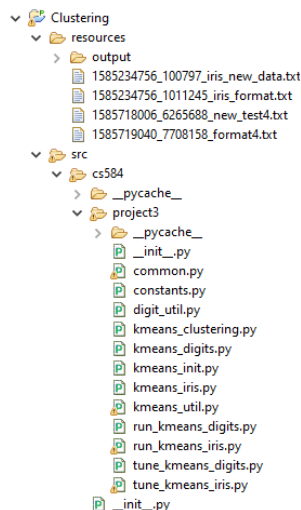 Clustering
resources
output
1585234756_100797_iris_new_data.txt
1585234756_1011245_iris_format.txt
1585718006_6265688_new_test4.txt
1585719040_7708158_format4.txt
src
cs584
__pycache__
project3
__pycache__
__init__.py
common.py
constants.py
digit_util.py
kmeans_clustering.py
kmeans_digits.py
kmeans_init.py
kmeans_iris.py
kmeans_util.py
run_kmeans_digits.py
run_kmeans_iris.py
tune_kmeans_digits.py
tune_kmeans_iris.py
__init__.py